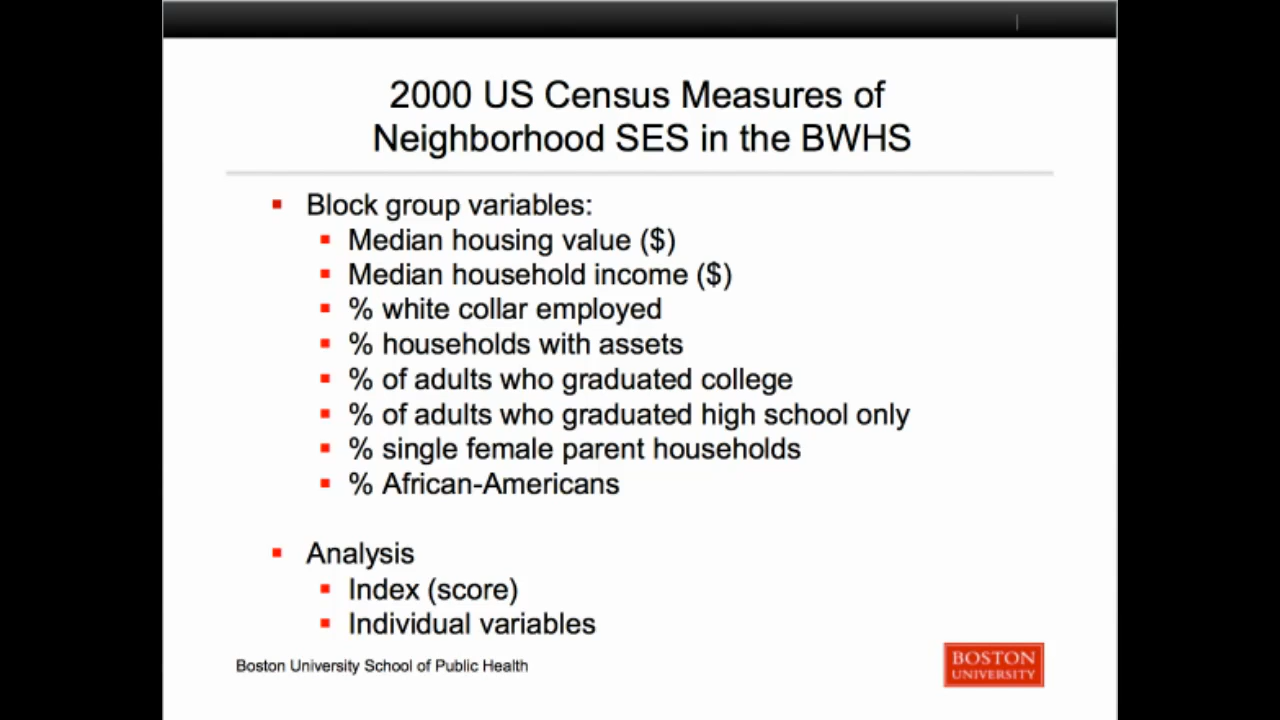 2000 US Census Measures of
Neighborhood SES in the BWHS
Block group variables:
Median housing value ($)
Median household income ($)
% white collar employed
% households with assets
% of adults who graduated college
% of adults who graduated high school only
% single female parent households
% African-Americans
Analysis
Index (score)
Individual variables
Boston University School of Public Health
BOSTON
UNIVERSITY